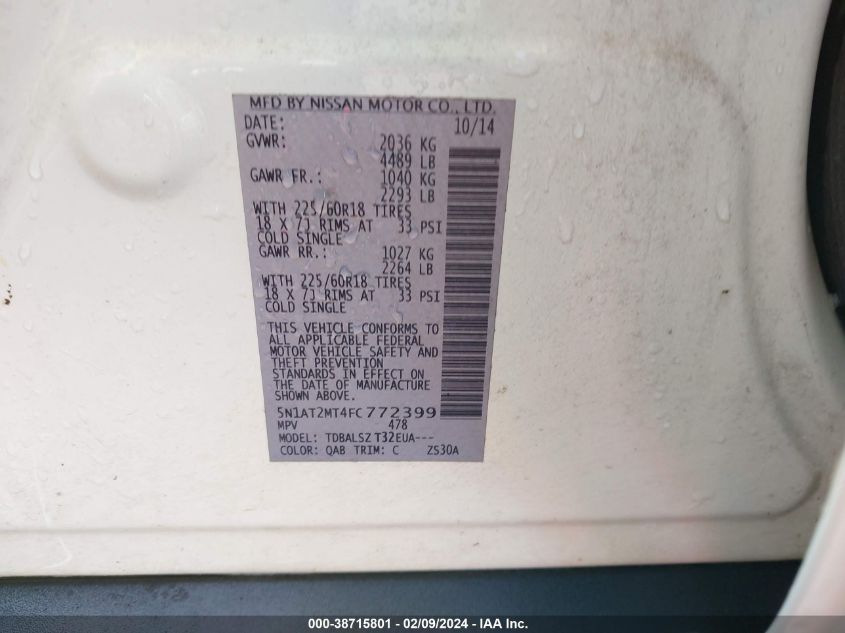 MFD BY NISSAN MOTOR CO., LTD.
DATE: 10/14
GVWR: 2036 KG
4489 LB
GAWR FR.: 1040 KG
2293 LB
WITH 225/60R18 TIRES
18 X 7J RIMS AT 33 PSI
COLD SINGLE
GAWR RR.: 1027 KG
2264 LB
WITH 225/60R18 TIRES
18 X 7J RIMS AT 33 PSI
COLD SINGLE
THIS VEHICLE CONFORMS TO
ALL APPLICABLE FEDERAL
MOTOR VEHICLE SAFETY AND
THEFT PREVENTION
STANDARDS IN EFFECT ON
THE DATE OF MANUFACTURE
SHOWN ABOVE.
5N1AT2MT4FC772399
MPV 478
MODEL: TDBALSZ T32EUA---
COLOR: QAB TRIM: C ZS30A
000-38715801 - 02/09/2024 - IAA Inc.